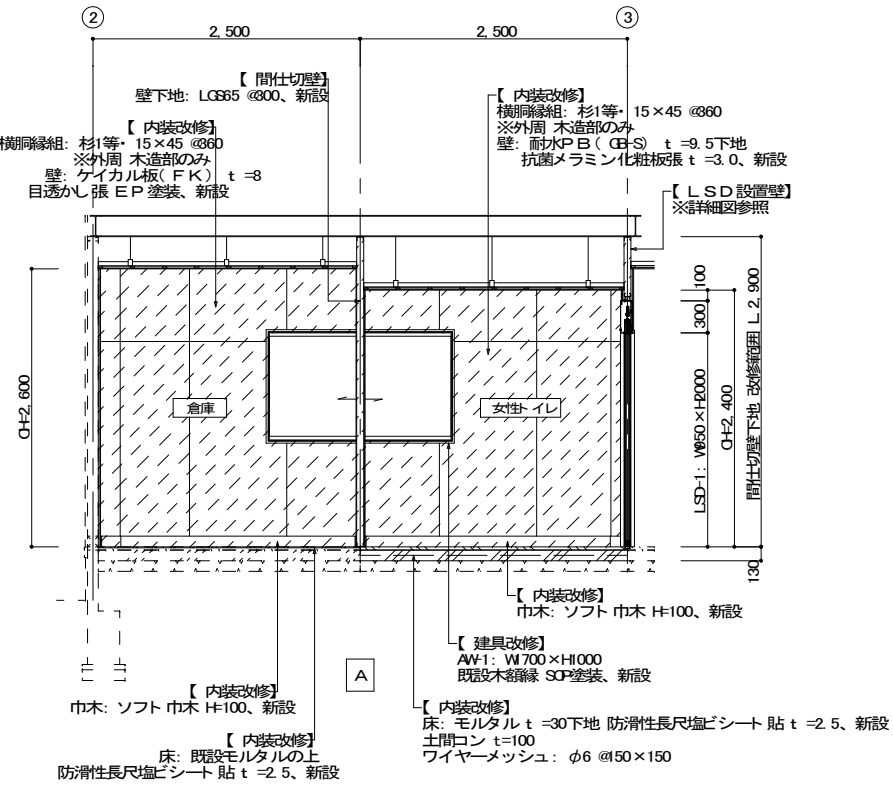 ②
③
2,500
2,500
【間仕切壁】
壁下地: LGS65 @300、新設
【内装改修】
横胴縁組: 杉1等・15×45 @360
※外周 木造部のみ
壁: ケイカル板(FK) t=8
目透かし張 EP塗装、新設
【内装改修】
横胴縁組: 杉1等・15×45 @360
※外周 木造部のみ
壁: 耐水PB(GB-S) t=9.5下地
抗菌メラミン化粧板張 t=3.0、新設
【LSD設置壁】
※詳細図参照
CH=2,600
倉庫
女性トイレ
100
300
LSD-1: W950×H2000
CH=2,400
間仕切壁下地 改修範囲 L=2,900
130
【内装改修】
巾木: ソフト巾木 H=100、新設
【建具改修】
AW-1: W1700×H1000
既設木額縁 SOP塗装、新設
A
【内装改修】
巾木: ソフト巾木 H=100、新設
【内装改修】
床: モルタル t=30下地 防滑性長尺塩ビシート貼 t=2.5、新設
土間コン t=100
ワイヤーメッシュ: φ6 @150×150
【内装改修】
床: 既設モルタルの上
防滑性長尺塩ビシート貼 t=2.5、新設